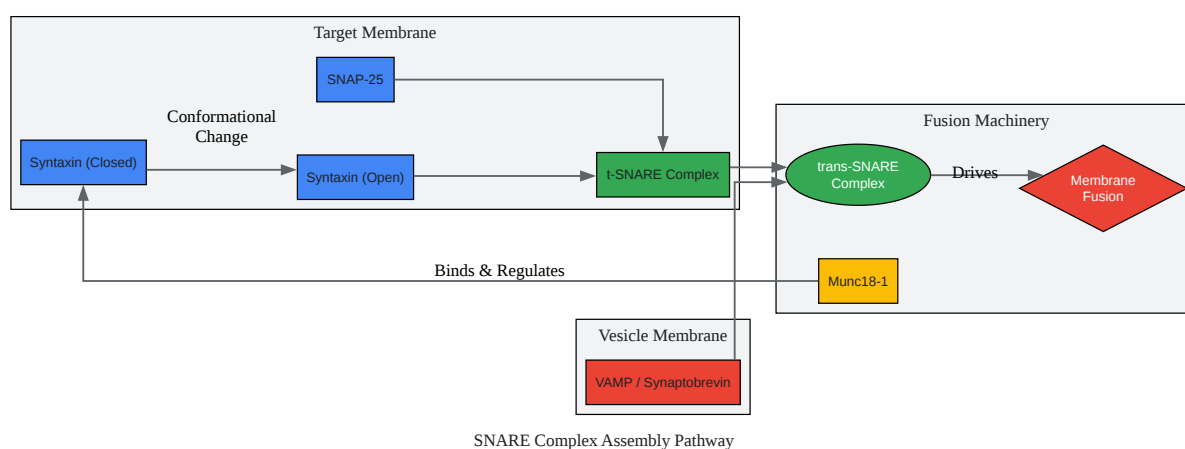 Target Membrane
SNAP-25
Conformational
Change
Syntaxin (Closed)
Syntaxin (Open)
t-SNARE Complex
Fusion Machinery
trans-SNARE
Complex
Drives
Membrane
Fusion
Binds & Regulates
Munc18-1
Vesicle Membrane
VAMP / Synaptobrevin
SNARE Complex Assembly Pathway